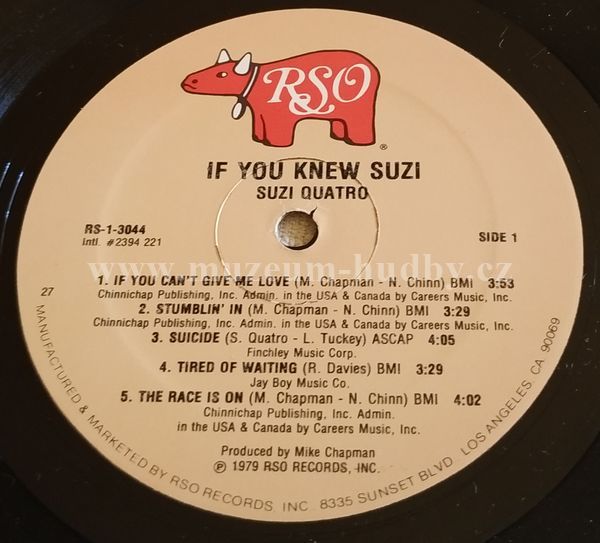 RSO
®
IF YOU KNEW SUZI
SUZI QUATRO
RS-1-3044
Intl. #2394 221
SIDE 1
www.muzeum-hudby.cz
1. IF YOU CAN'T GIVE ME LOVE (M. Chapman - N. Chinn) BMI 3:53
Chinnichap Publishing, Inc. Admin. in the USA & Canada by Careers Music, Inc.
27
2. STUMBLIN' IN (M. Chapman - N. Chinn) BMI 3:29
Chinnichap Publishing, Inc. Admin. in the USA & Canada by Careers Music, Inc.
3. SUICIDE (S. Quatro - L. Tuckey) ASCAP 4:05
Finchley Music Corp.
4. TIRED OF WAITING (R. Davies) BMI 3:29
Jay Boy Music Co.
5. THE RACE IS ON (M. Chapman - N. Chinn) BMI 4:02
Chinnichap Publishing, Inc. Admin.
in the USA & Canada by Careers Music, Inc.
Produced by Mike Chapman
℗ 1979 RSO RECORDS, INC.
MANUFACTURED & MARKETED BY RSO RECORDS, INC. 8335 SUNSET BLVD. LOS ANGELES, CA. 90069